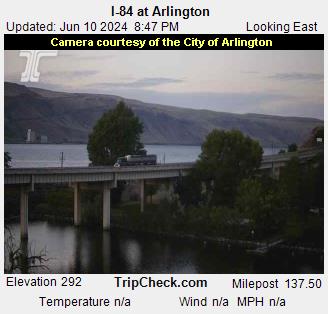 I-84 at Arlington
Updated: Jun 10 2024 8:47 PM Looking East
Camera courtesy of the City of Arlington
Elevation 292 TripCheck.com Milepost 137.50
Temperature n/a Wind n/a MPH n/a